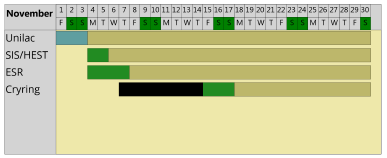 November 1 2 3 4 5 6 7 8 9 10 11 12 13 14 15 16 17 18 19 20 21 22 23 24 25 26 27 28 29 30
F S S M T W T F S S M T W T F S S M T W T F S S M T W T F S
Unilac
SIS/HEST
ESR
Cryring